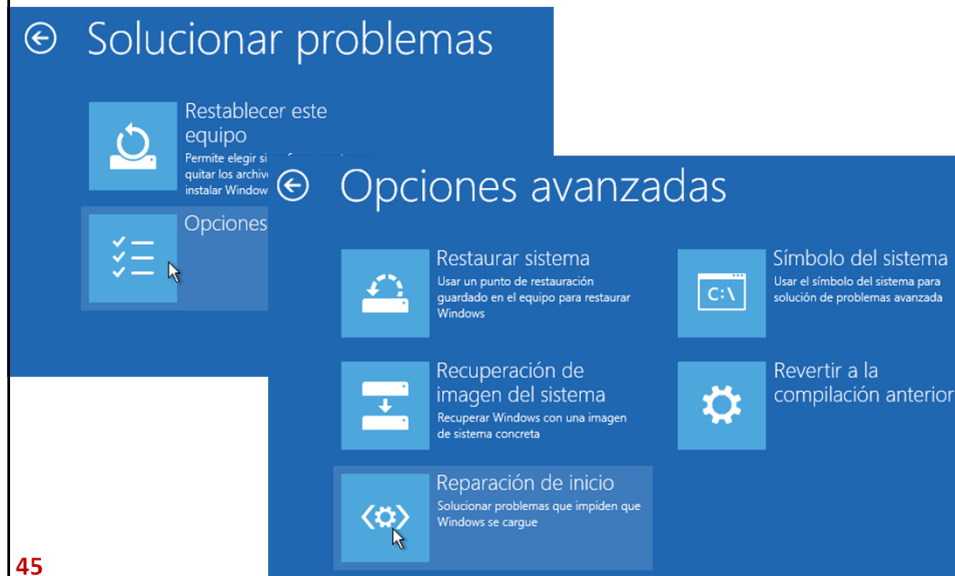 Solucionar problemas
Restablecer este
equipo
Permite elegir si
quitar los archiv
instalar Window
Opciones
Opciones avanzadas
Restaurar sistema
Usar un punto de restauración
guardado en el equipo para restaurar
Windows
Recuperación de
imagen del sistema
Recuperar Windows con una imagen
de sistema concreta
Reparación de inicio
Solucionar problemas que impiden que
Windows se cargue
C:\
Símbolo del sistema
Usar el símbolo del sistema para
solución de problemas avanzada
Revertir a la
compilación anterior
45